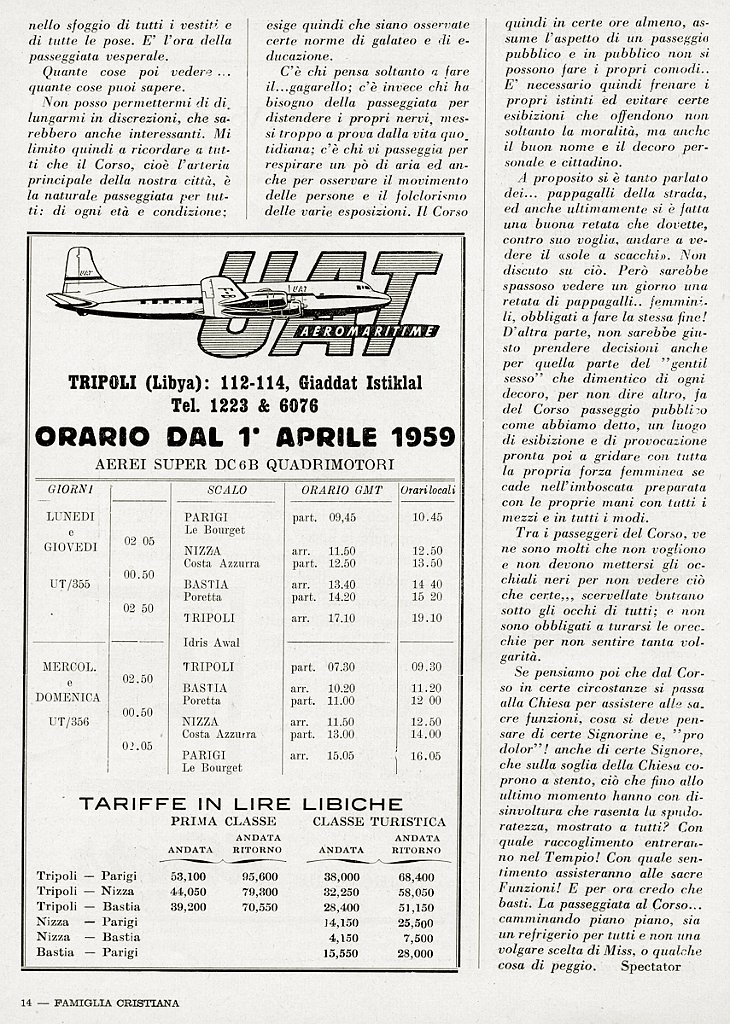 nello sfoggio di tutti i vestiti e
di tutte le pose. E' l'ora della
passeggiata vesperale.
Quante cose poi vedere ...
quante cose puoi sapere.
Non posso permettermi di di-
lungarmi in discrezioni, che sa-
rebbero anche interessanti. Mi
limito quindi a ricordare a tut-
ti che il Corso, cioè l'arteria
principale della nostra città, è
la naturale passeggiata per tut-
ti: di ogni età e condizione;
esige quindi che siano osservate
certe norme di galateo e di e-
ducazione.
C'è chi pensa soltanto a fare
il...gagarello; c'è invece chi ha
bisogno della passeggiata per
distendere i propri nervi, mes-
si troppo a prova dalla vita quo_
tidiana; c'è chi vi passeggia per
respirare un pò di aria ed an-
che per osservare il movimento
delle persone e il folclorismo
delle varie esposizioni. Il Corso
UAT
F-B
UAT
UAT
AEROMARITIME
TRIPOLI (Libya): 112-114, Giaddat Istiklal
Tel. 1223 & 6076
ORARIO DAL 1° APRILE 1959
AEREI SUPER DC6B QUADRIMOTORI
GIORNI SCALO ORARIO GMT Orari locali
LUNEDI PARIGI part. 09,45 10.45
e Le Bourget
GIOVEDI 02 05 NIZZA arr. 11.50 12.50
Costa Azzurra part. 12.50 13.50
00.50
UT/355 BASTIA arr. 13.40 14 40
Poretta part. 14.20 15 20
02 50 TRIPOLI arr. 17.10 19.10
Idris Awal
MERCOL. TRIPOLI part. 07.30 09.30
e 02.50
DOMENICA BASTIA arr. 10.20 11.20
Poretta part. 11.00 12 00
UT/356 00.50 NIZZA arr. 11.50 12.50
Costa Azzurra part. 13.00 14.00
02.05 PARIGI arr. 15.05 16.05
Le Bourget
TARIFFE IN LIRE LIBICHE
PRIMA CLASSE CLASSE TURISTICA
ANDATA ANDATA RITORNO ANDATA ANDATA RITORNO
Tripoli — Parigi 53,100 95,600 38,000 68,400
Tripoli — Nizza 44,050 79,300 32,250 58,050
Tripoli — Bastia 39,200 70,550 28,400 51,150
Nizza — Parigi 14,150 25,500
Nizza — Bastia 4,150 7,500
Bastia — Parigi 15,550 28,000
quindi in certe ore almeno, as-
sume l'aspetto di un passeggio
pubblico e in pubblico non si
possono fare i propri comodi..
E' necessario quindi frenare i
propri istinti ed evitare certe
esibizioni che offendono non
soltanto la moralità, ma anche
il buon nome e il decoro per-
sonale e cittadino.
A proposito si è tanto parlato
dei... pappagalli della strada,
ed anche ultimamente si è fatta
una buona retata che dovette,
contro suo voglia, andare a ve-
dere il «sole a scacchi». Non
discuto su ciò. Però sarebbe
spassoso vedere un giorno una
retata di pappagalli.. femmini-
li, obbligati a fare la stessa fine!
D'altra parte, non sarebbe giu-
sto prendere decisioni anche
per quella parte del "gentil
sesso" che dimentico di ogni
decoro, per non dire altro, fa
del Corso passeggio pubblico
come abbiamo detto, un luogo
di esibizione e di provocazione
pronta poi a gridare con tutta
la propria forza femminea se
cade nell'imboscata preparata
con le proprie mani con tutti i
mezzi e in tutti i modi.
Tra i passeggeri del Corso, ve
ne sono molti che non vogliono
e non devono mettersi gli oc-
chiali neri per non vedere ciò
che certe,,, scervellate buttano
sotto gli occhi di tutti; e non
sono obbligati a turarsi le orec-
chie per non sentire tanta vol-
garità.
Se pensiamo poi che dal Cor-
so in certe circostanze si passa
alla Chiesa per assistere alle sa-
cre funzioni, cosa si deve pen-
sare di certe Signorine e, "pro
dolor"! anche di certe Signore,
che sulla soglia della Chiesa co-
prono a stento, ciò che fino allo
ultimo momento hanno con di-
sinvoltura che rasenta la spudo-
ratezza, mostrato a tutti? Con
quale raccoglimento entreran-
no nel Tempio! Con quale sen-
timento assisteranno alle sacre
Funzioni! E per ora credo che
basti. La passeggiata al Corso...
camminando piano piano, sia
un refrigerio per tutti e non una
volgare scelta di Miss, o qualche
cosa di peggio. Spectator
14 — FAMIGLIA CRISTIANA